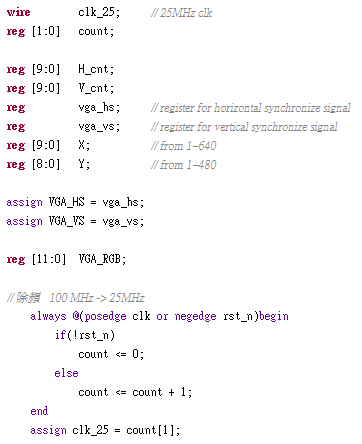 wire clk_25; // 25MHz clk
reg [1:0] count;
reg [9:0] H_cnt;
reg [9:0] V_cnt;
reg vga_hs; // register for horizontal synchronize signal
reg vga_vs; // register for vertical synchronize signal
reg [9:0] X; // from 1~640
reg [8:0] Y; // from 1~480
assign VGA_HS = vga_hs;
assign VGA_VS = vga_vs;
reg [11:0] VGA_RGB;
// 除頻 100 MHz -> 25MHz
always @(posedge clk or negedge rst_n)begin
if(!rst_n)
count <= 0;
else
count <= count + 1;
end
assign clk_25 = count[1];